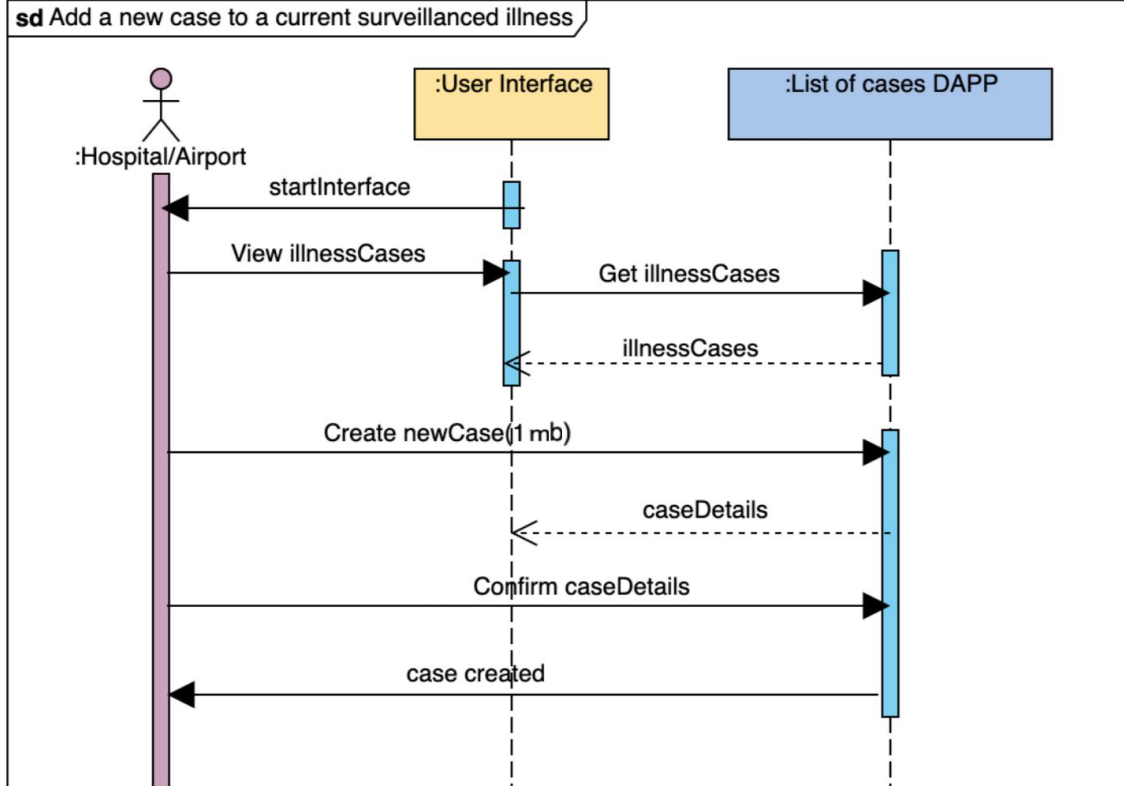 sd Add a new case to a current surveillanced illness
:User Interface
:List of cases DAPP
:Hospital/Airport
startInterface
View illnessCases
Get illnessCases
illnessCases
Create newCase(1 mb)
caseDetails
Confirm caseDetails
case created